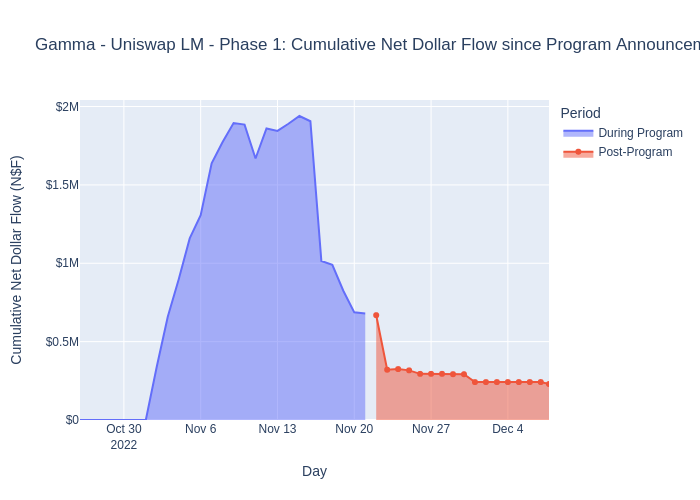 Gamma - Uniswap LM - Phase 1: Cumulative Net Dollar Flow since Program Announcem
Cumulative Net Dollar Flow (N$F)
$2M
$1.5M
$1M
$0.5M
$0
Oct 30
2022
Nov 6
Nov 13
Nov 20
Nov 27
Dec 4
Day
Period
During Program
Post-Program